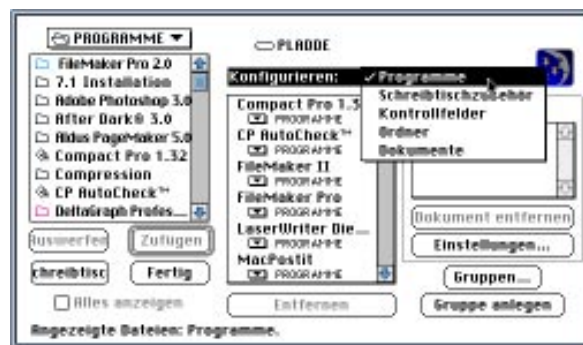 PROGRAMME
FileMaker Pro 2.0
7.1 Installation
Adobe Photoshop 3.0
After Dark® 3.0
Aldus PageMaker 5.0
Compact Pro 1.32
Compression
CP AutoCheck™
DeltaGraph Profes...
Auswerfen
Zufügen
chreibtisc
Fertig
Alles anzeigen
Angezeigte Dateien: Programme.
PLADDE
Konfigurieren:
✓Programme
Schreibtischzubehör
Kontrollfelder
Ordner
Dokumente
Compact Pro 1.3
PROGRAMME
CP AutoCheck™
PROGRAMME
FileMaker II
PROGRAMME
FileMaker Pro
PROGRAMME
LaserWriter Die...
PROGRAMME
MacPostit
PROGRAMME
Entfernen
Dokument entfernen
Einstellungen...
Gruppen...
Gruppe anlegen